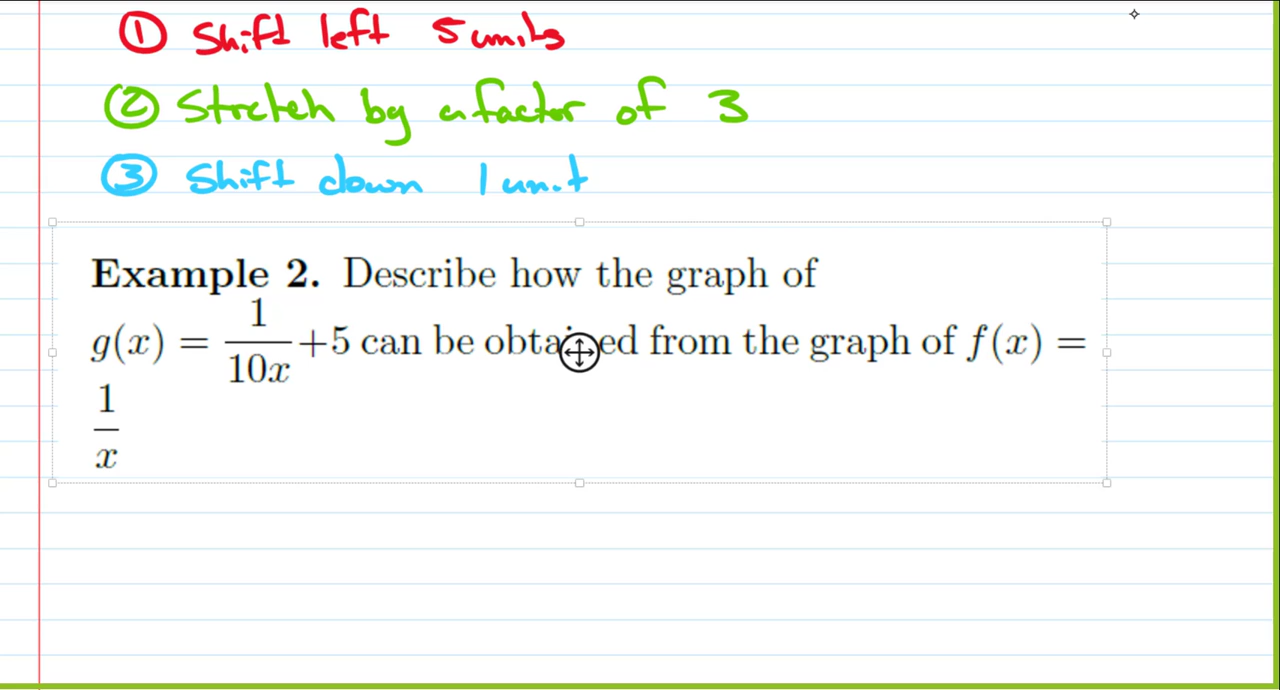 ① Shift left 5 units
② Stretch by a factor of 3
③ Shift down 1 unit
Example 2. Describe how the graph of
g(x) = 1/10x +5 can be obtained from the graph of f(x) =
1/x